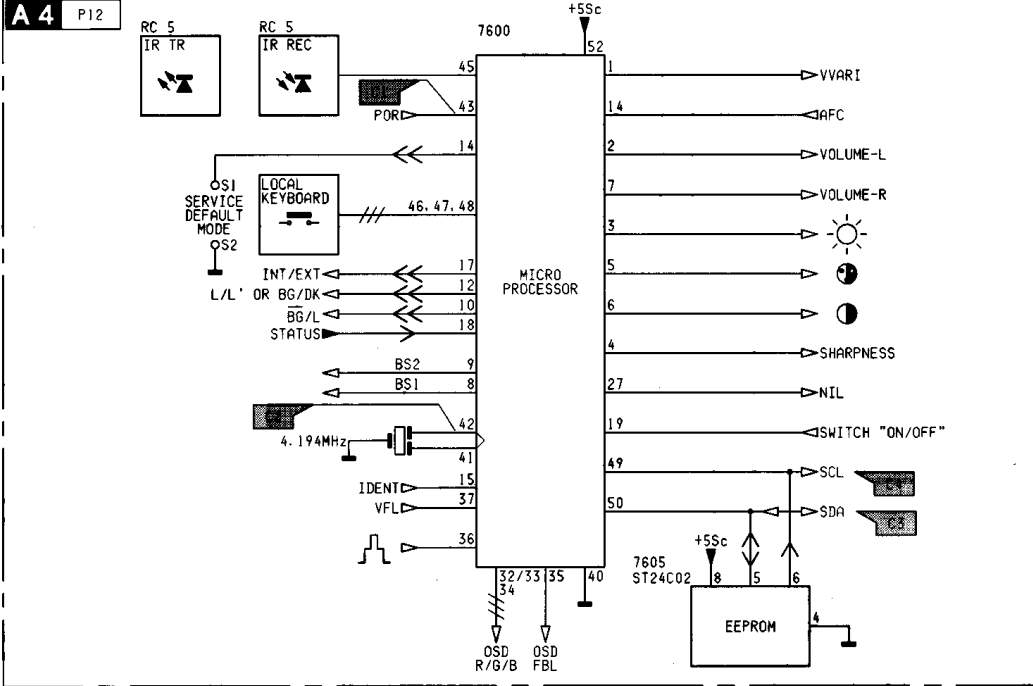 A 4 P12
RC 5
IR TR
RC 5
IR REC
7600
+5Sc
52
45
43
POR
14
S1
SERVICE
DEFAULT
MODE
S2
LOCAL
KEYBOARD
46.47.48
INT/EXT 17
L/L' OR BG/DK 12
BG/L 10
STATUS 18
BS2 9
BS1 8
42
4.194MHz
41
IDENT 15
VFL 37
36
MICRO
PROCESSOR
1 VVARI
14 AFC
2 VOLUME-L
7 VOLUME-R
3
5
6
4 SHARPNESS
27 NIL
19 SWITCH "ON/OFF"
49 SCL C4
50 SDA C3
32/33 35 40
34
OSD
R/G/B
OSD
FBL
+5Sc
7605
ST24C02
8 5 6
EEPROM
4